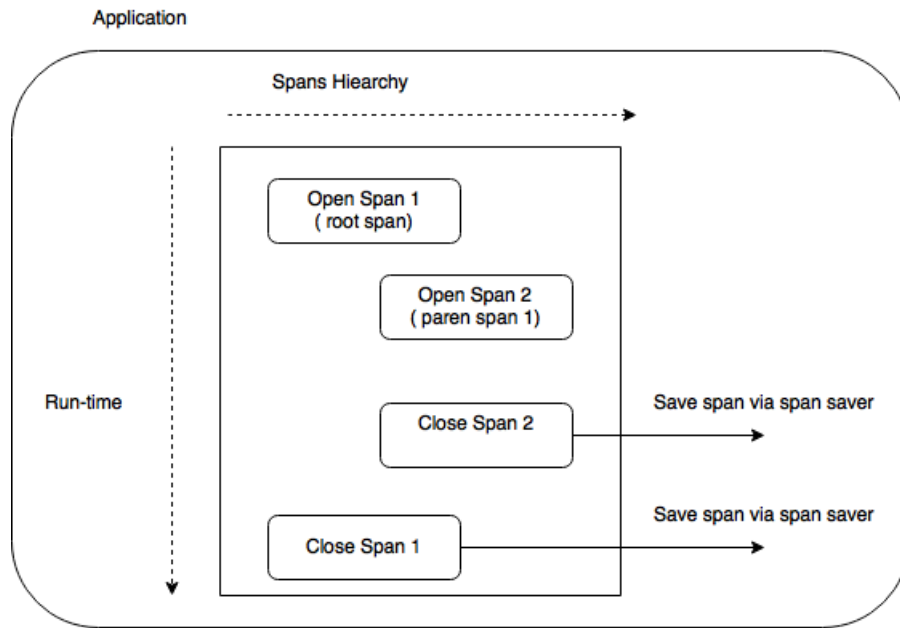 Application
Spans Hiearchy
Open Span 1
( root span)
Open Span 2
( paren span 1)
Run-time
Close Span 2
Save span via span saver
Close Span 1
Save span via span saver